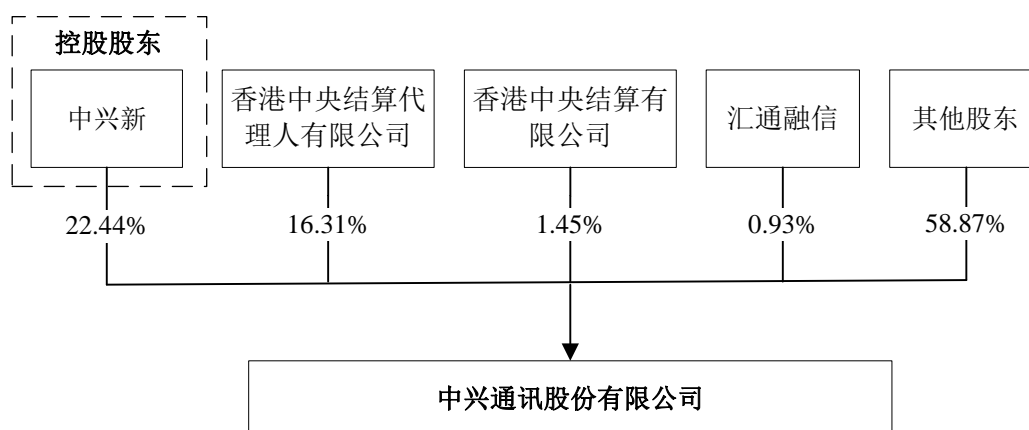 控股股东
中兴新
香港中央结算代
理人有限公司
香港中央结算有
限公司
汇通融信
其他股东
22.44%
16.31%
1.45%
0.93%
58.87%
中兴通讯股份有限公司